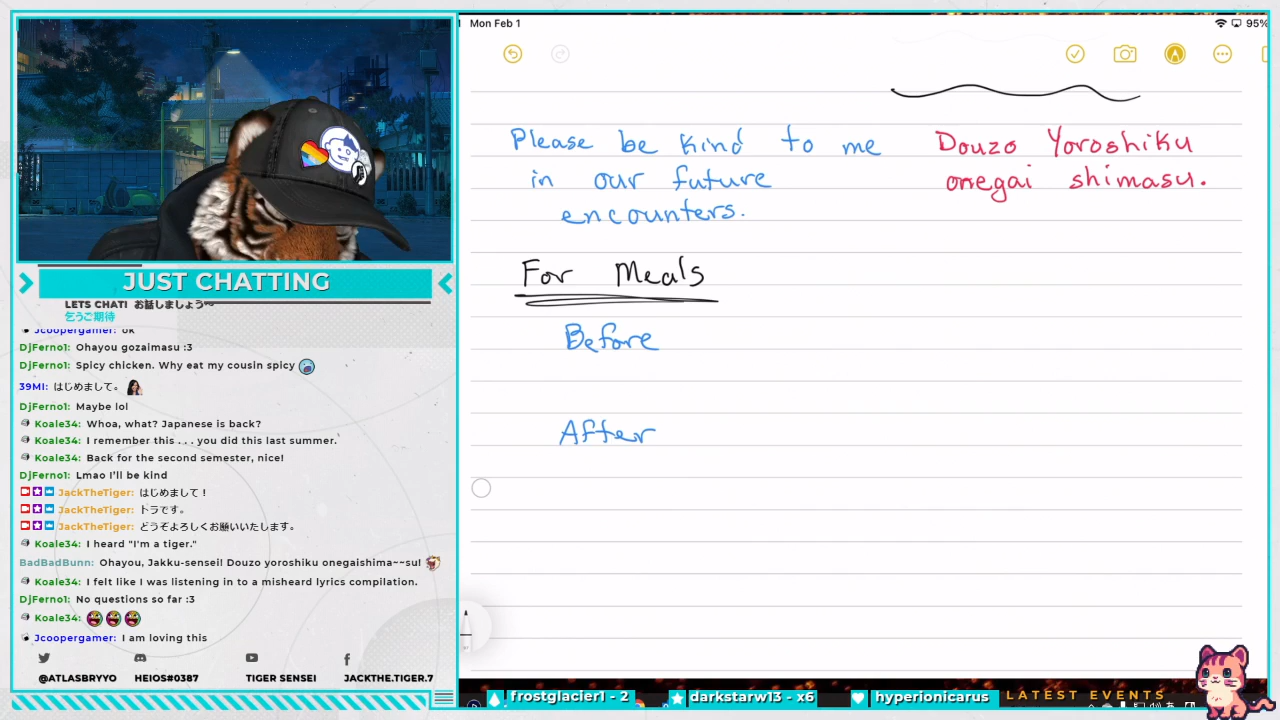 Mon Feb 1
95%
Please be kind to me
in our future
encounters.
Douzo Yoroshiku
onegai shimasu.
For Meals
Before
After
JUST CHATTING
LETS CHAT! お話しましょう〜
乞うご期待
Jcoopergamer: ok
DjFerno1: Ohayou gozaimasu :3
DjFerno1: Spicy chicken. Why eat my cousin spicy
39MI: はじめまして。
DjFerno1: Maybe lol
Koale34: Whoa, what? Japanese is back?
Koale34: I remember this . . . you did this last summer.
Koale34: Back for the second semester, nice!
DjFerno1: Lmao I'll be kind
JackTheTiger: はじめまして！
JackTheTiger: トラです。
JackTheTiger: どうぞよろしくお願いいたします。
Koale34: I heard "I'm a tiger."
BadBadBunn: Ohayou, Jakku-sensei! Douzo yoroshiku onegaishima~~su!
Koale34: I felt like I was listening in to a misheard lyrics compilation.
DjFerno1: No questions so far :3
Koale34:
Jcoopergamer: I am loving this
@ATLASBRYYO HEIOS#0387 TIGER SENSEI JACKTHE.TIGER.7
frostglacier1 - 2 darkstarw13 - x6 hyperionicarus LATEST EVENTS